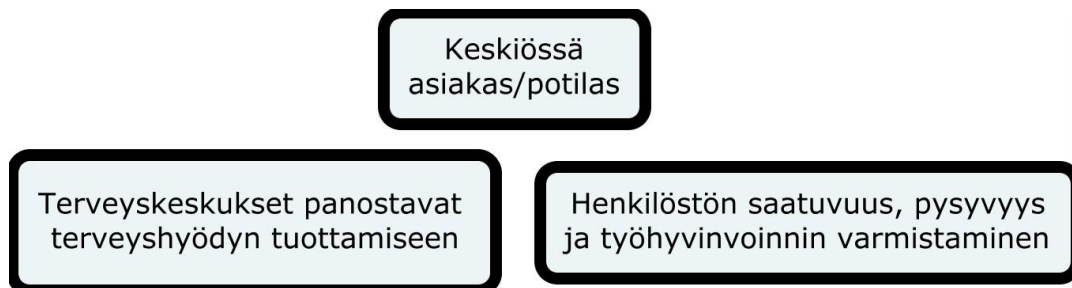 Keskiössä
asiakas/potilas
Terveyskeskukset panostavat
terveyshyödyn tuottamiseen
Henkilöstön saatuvuus, pysyvyys
ja työhyvinvoinnin varmistaminen